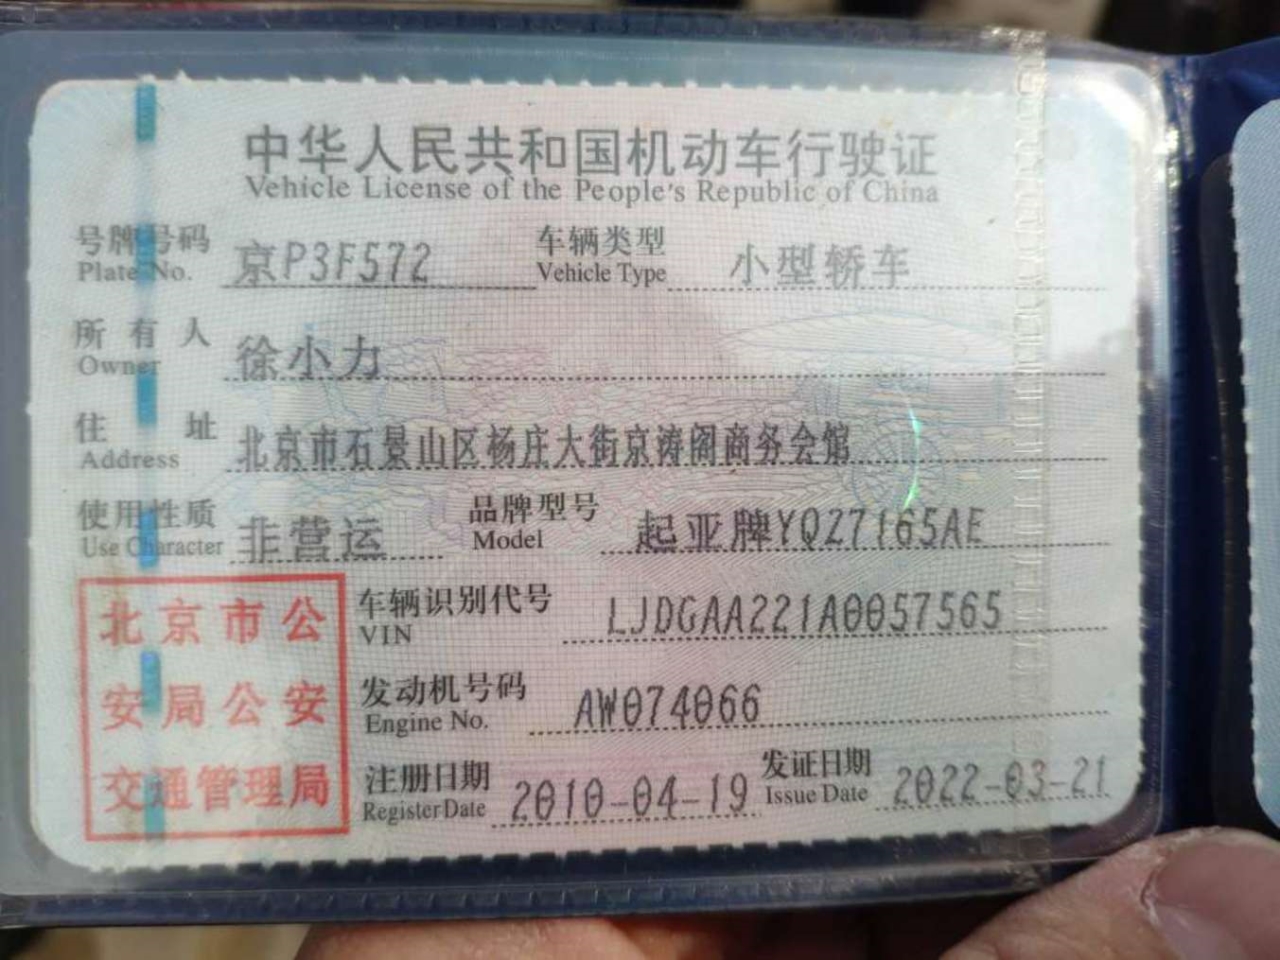 中华人民共和国机动车行驶证
Vehicle License of the People's Republic of China
号牌号码 京P3F572 车辆类型 小型轿车
Plate No. Vehicle Type
所有人 徐小力
Owner
住址 北京市石景山区杨庄大街京涛阁商务会馆
Address
使用性质 非营运 品牌型号 起亚牌YQZ7165AE
Use Character Model
北京市公
安局公安
交通管理局
车辆识别代号 LJDGAA221A0057565
VIN
发动机号码 AW074066
Engine No.
注册日期 2010-04-19 发证日期 2022-03-21
Register Date Issue Date